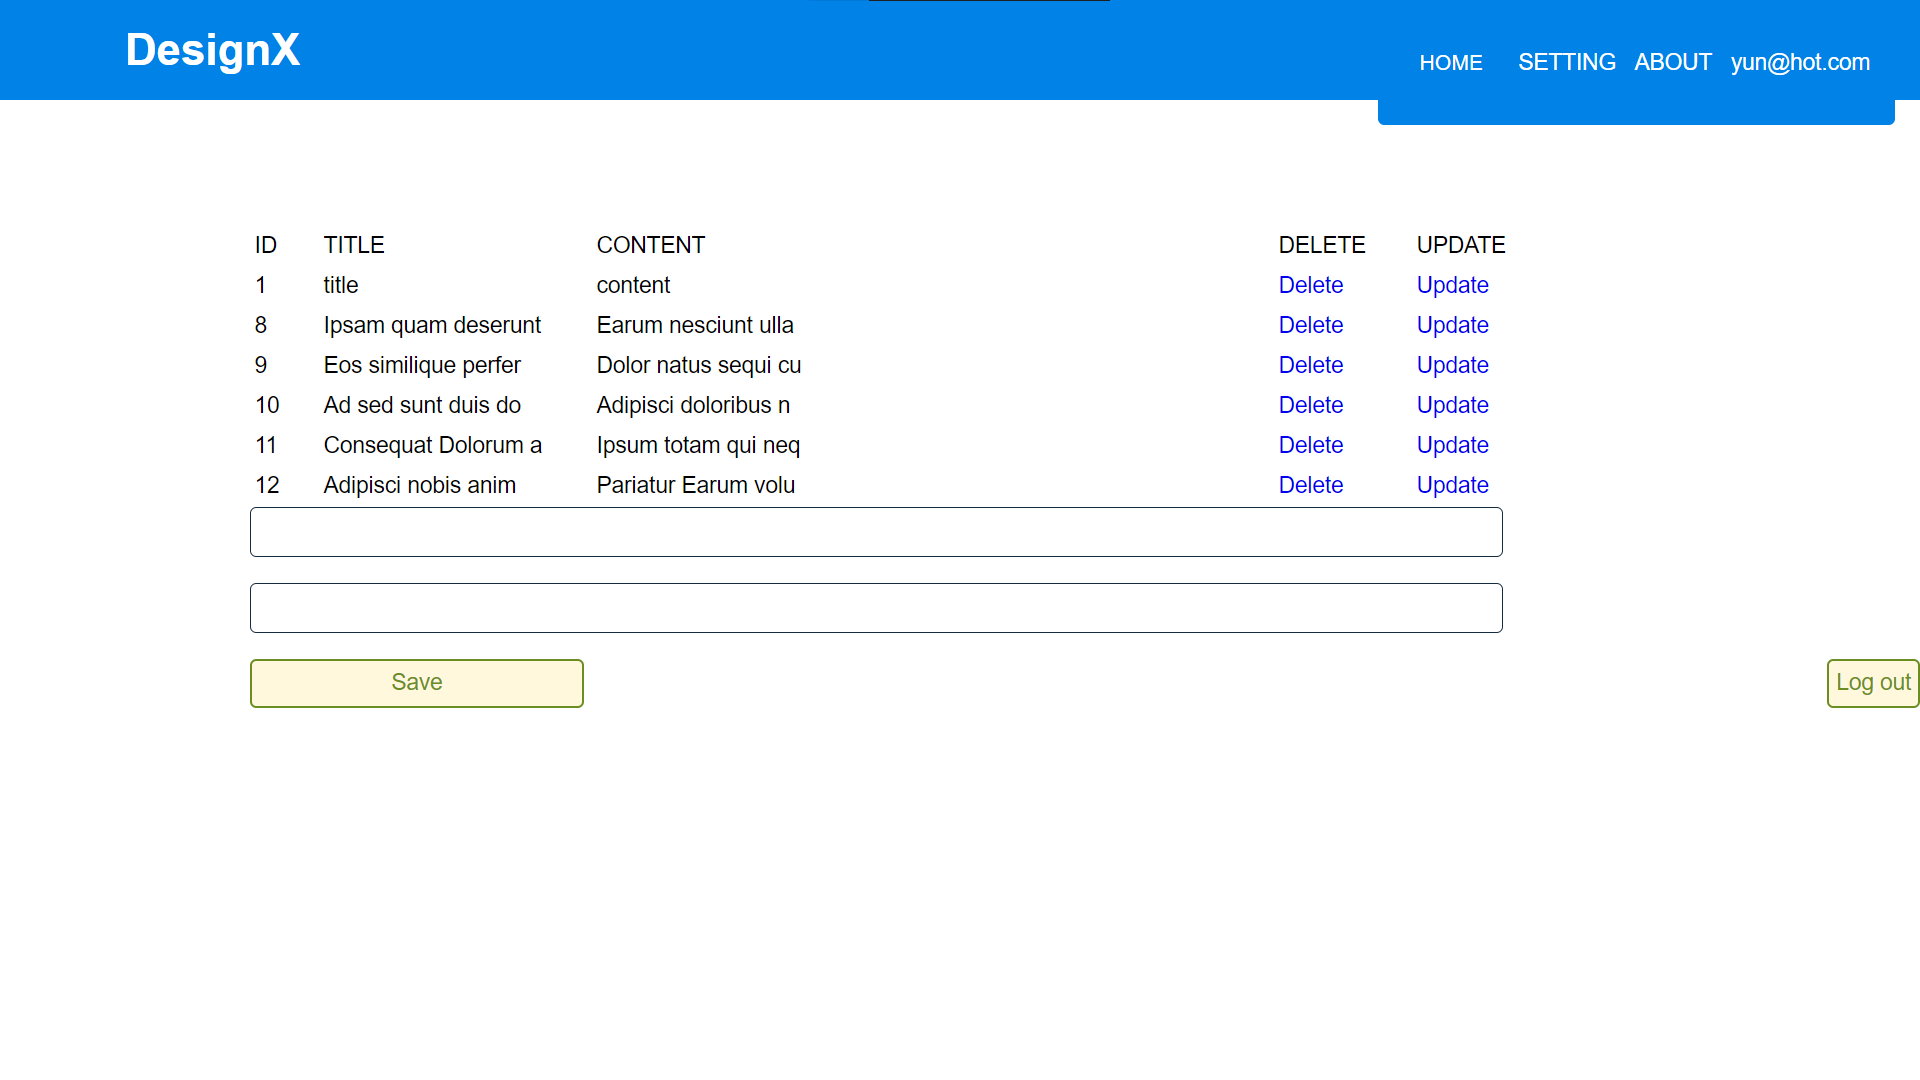 DesignX
HOME SETTING ABOUT yun@hot.com
ID TITLE CONTENT DELETE UPDATE
1 title content Delete Update
8 Ipsam quam deserunt Earum nesciunt ulla Delete Update
9 Eos similique perfer Dolor natus sequi cu Delete Update
10 Ad sed sunt duis do Adipisci doloribus n Delete Update
11 Consequat Dolorum a Ipsum totam qui neq Delete Update
12 Adipisci nobis anim Pariatur Earum volu Delete Update
Save Log out